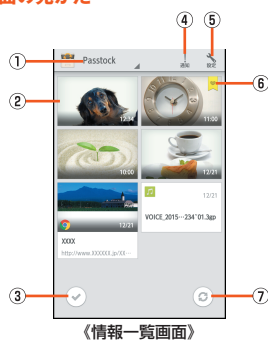 面の見かた
④ ⑤
① Passtock 通知 設定
② ⑥
12:34 11:00
10:00 12/21
12/21
12/21
VOICE_2015…234˜01.3gp
XXXX
http://www.XXXXXX.jp/XX…
③ ⑦
《情報一覧画面》